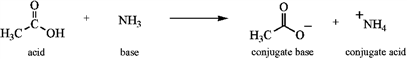 O
H₃C OH + NH₃ ⟶ H₃C O⁻ + ⁺NH₄
O
acid base conjugate base conjugate acid